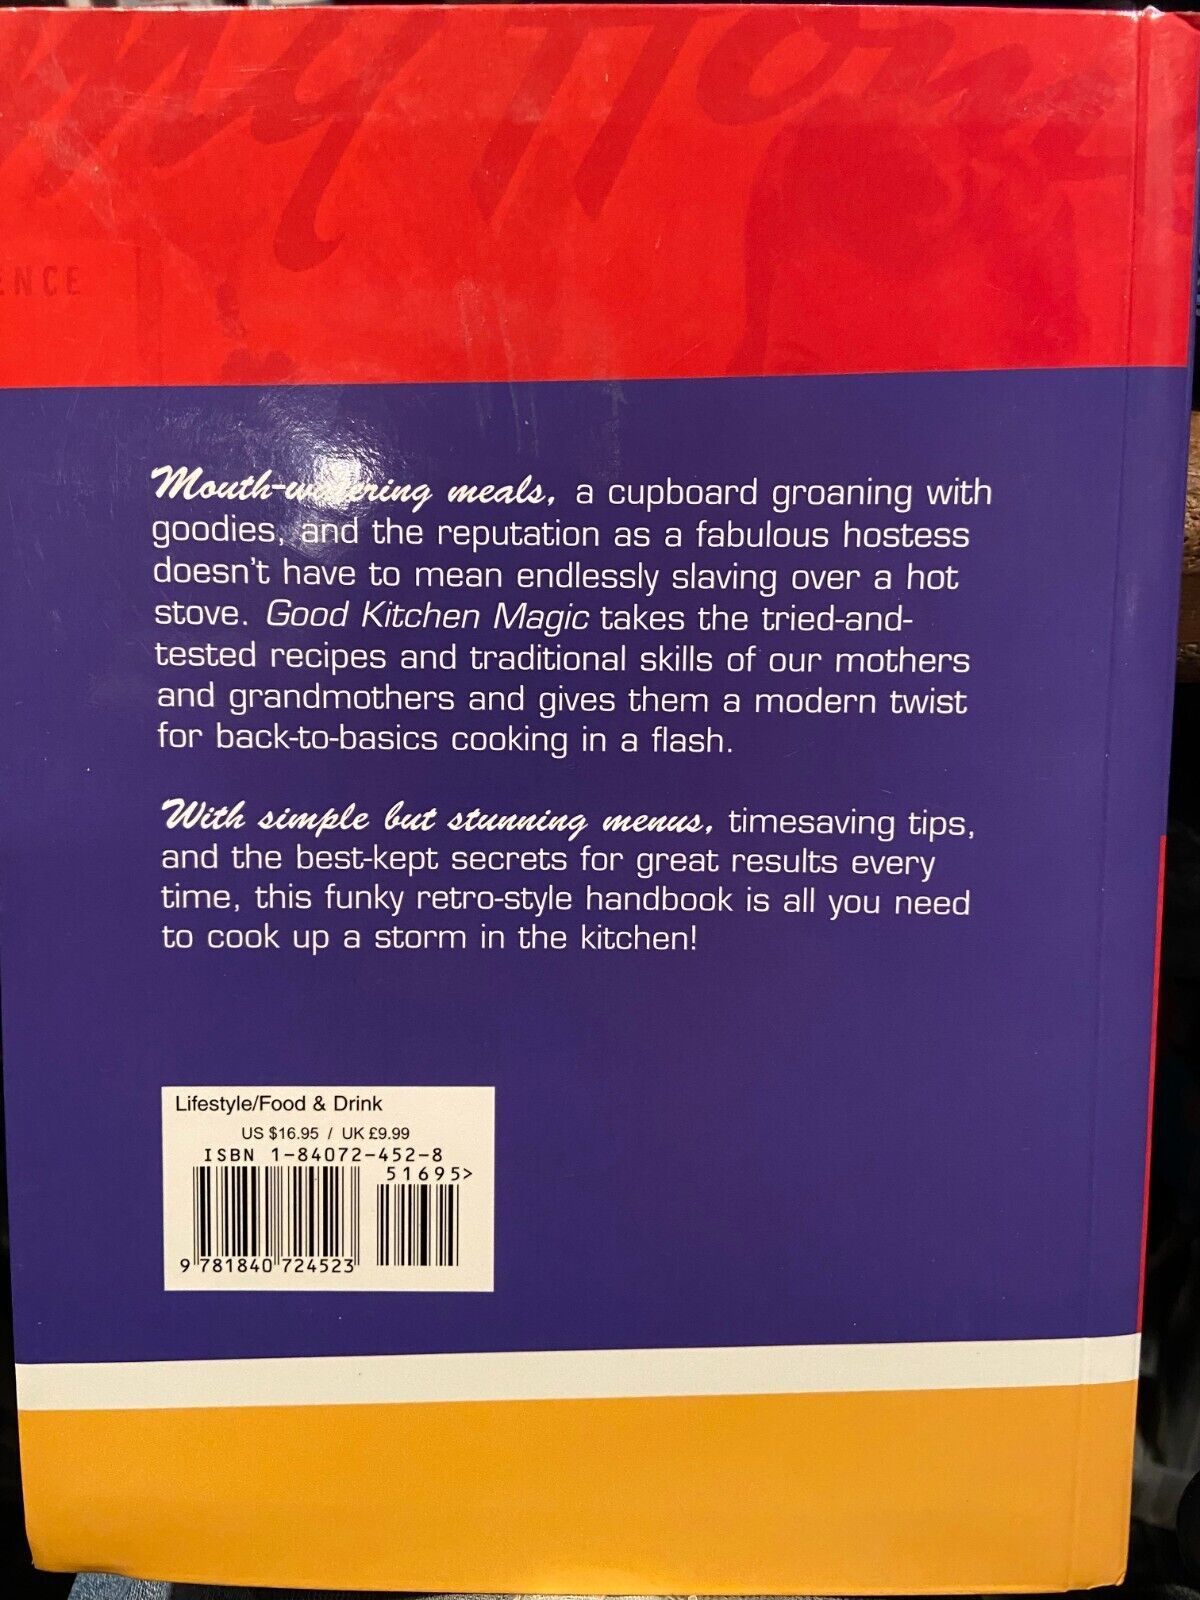 ENCE
Mouth-watering meals, a cupboard groaning with
goodies, and the reputation as a fabulous hostess
doesn't have to mean endlessly slaving over a hot
stove. Good Kitchen Magic takes the tried-and-
tested recipes and traditional skills of our mothers
and grandmothers and gives them a modern twist
for back-to-basics cooking in a flash.
With simple but stunning menus, timesaving tips,
and the best-kept secrets for great results every
time, this funky retro-style handbook is all you need
to cook up a storm in the kitchen!
Lifestyle/Food & Drink
US $16.95 / UK £9.99
ISBN 1-84072-452-8
51695>
9 781840 724523